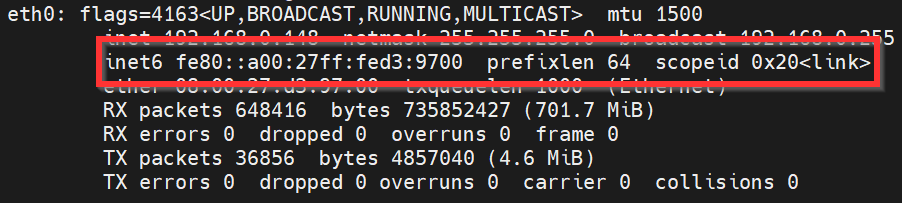 eth0: flags=4163<UP,BROADCAST,RUNNING,MULTICAST>  mtu 1500
inet 192.168.0.148  netmask 255.255.255.0  broadcast 192.168.0.255
inet6 fe80::a00:27ff:fed3:9700  prefixlen 64  scopeid 0x20<link>
ether 08:00:27:d3:97:00  txqueuelen 1000  (Ethernet)
RX packets 648416  bytes 735852427 (701.7 MiB)
RX errors 0  dropped 0  overruns 0  frame 0
TX packets 36856  bytes 4857040 (4.6 MiB)
TX errors 0  dropped 0 overruns 0  carrier 0  collisions 0